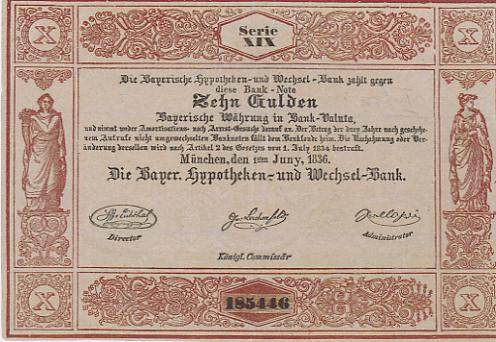 X
Serie
XIX
X
Die Bayerische Hypotheken- und Wechsel-Bank zahlt gegen
diese Bank-Note
Zehn Gulden
Bayerische Währung in Bank-Valuta,
und nimmt weder Amortisations- noch Arrest-Gesuche darauf an. Der Betrag der drey Jahre nach geschehe-
nem Aufrufe nicht umgewechselten Banknoten fällt dem Bankfonde heim. Die Nachahmung oder Ver-
änderung derselben wird nach Artikel 2 des Gesetzes vom 1. July 1834 bestraft.
München, den 1ten Juny, 1836.
Die Bayer. Hypotheken- und Wechsel-Bank.
Director
Administrator
Königl. Commissär
X
185446
X